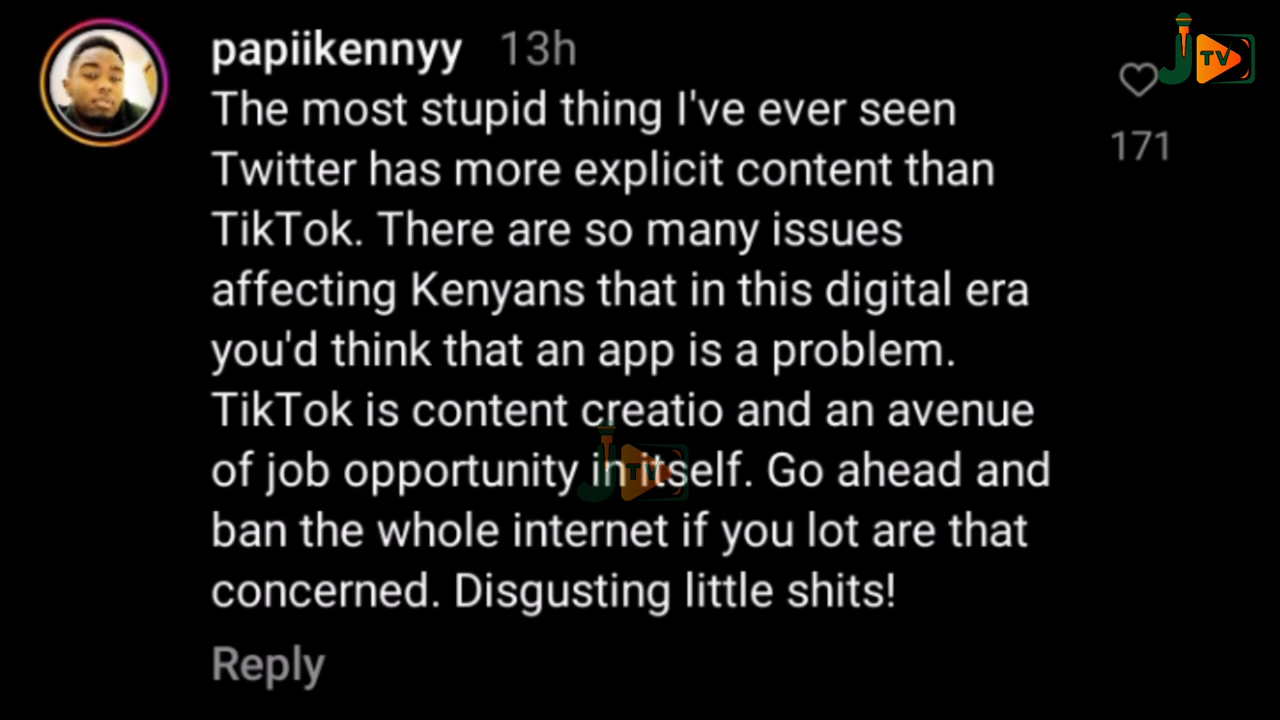 papiikennyy 13h
The most stupid thing I've ever seen
Twitter has more explicit content than
TikTok. There are so many issues
affecting Kenyans that in this digital era
you'd think that an app is a problem.
TikTok is content creatio and an avenue
of job opportunity in itself. Go ahead and
ban the whole internet if you lot are that
concerned. Disgusting little shits!
Reply
171
J TV
J TV